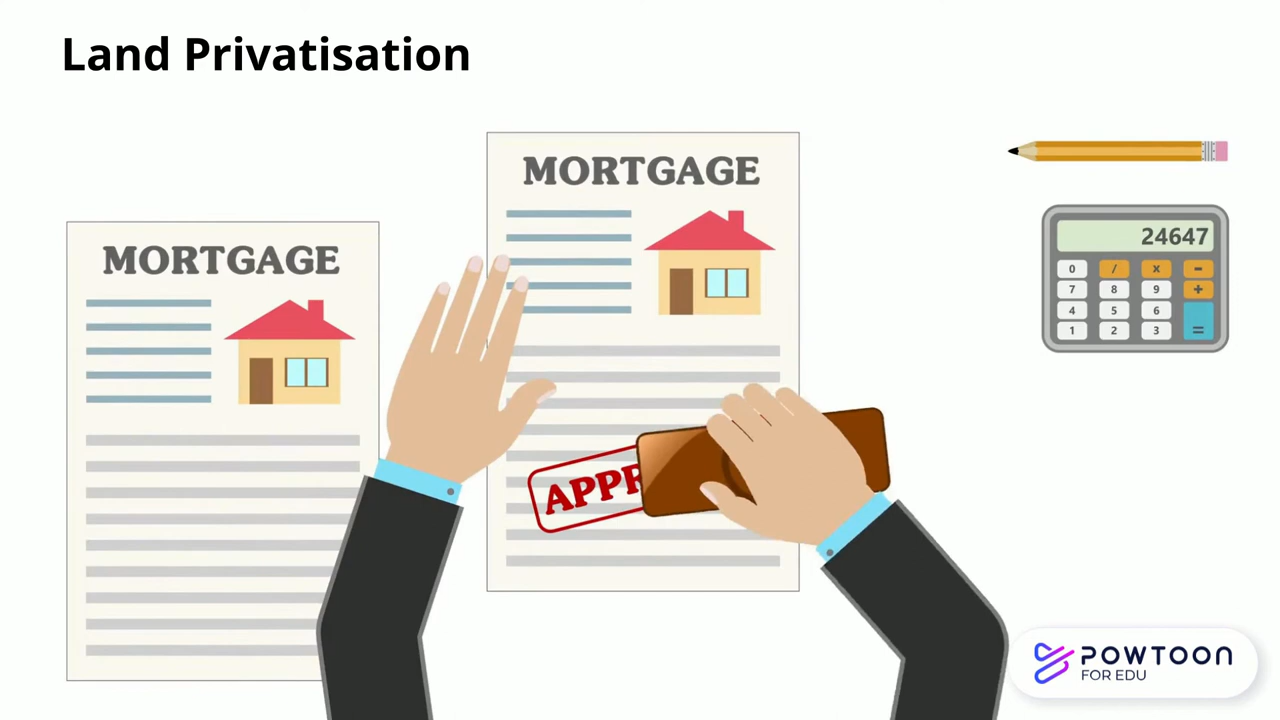 Land Privatisation
MORTGAGE
MORTGAGE
APPR
24647
0 / x -
7 8 9 +
4 5 6
1 2 3 =
POWTOON
FOR EDU